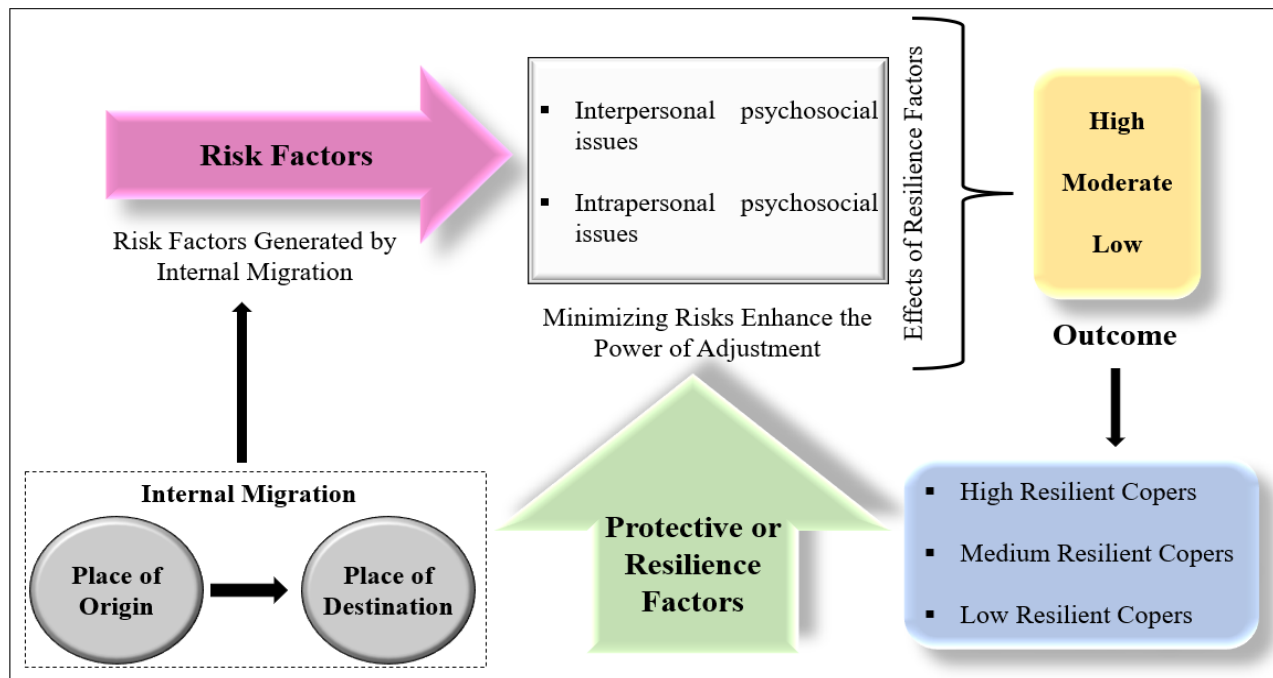 Risk Factors
Risk Factors Generated by
Internal Migration
Internal Migration
Place of
Origin
Place of
Destination
▪ Interpersonal psychosocial
issues
▪ Intrapersonal psychosocial
issues
Minimizing Risks Enhance the
Power of Adjustment
Protective or
Resilience
Factors
Effects of Resilience Factors
High
Moderate
Low
Outcome
▪ High Resilient Copers
▪ Medium Resilient Copers
▪ Low Resilient Copers